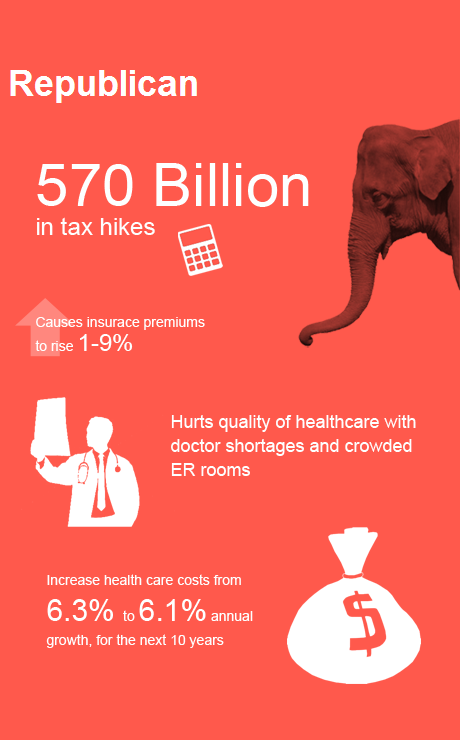 Republican
570 Billion
in tax hikes
Causes insurace premiums
to rise 1-9%
Hurts quality of healthcare with
doctor shortages and crowded
ER rooms
Increase health care costs from
6.3% to 6.1% annual
growth, for the next 10 years
$